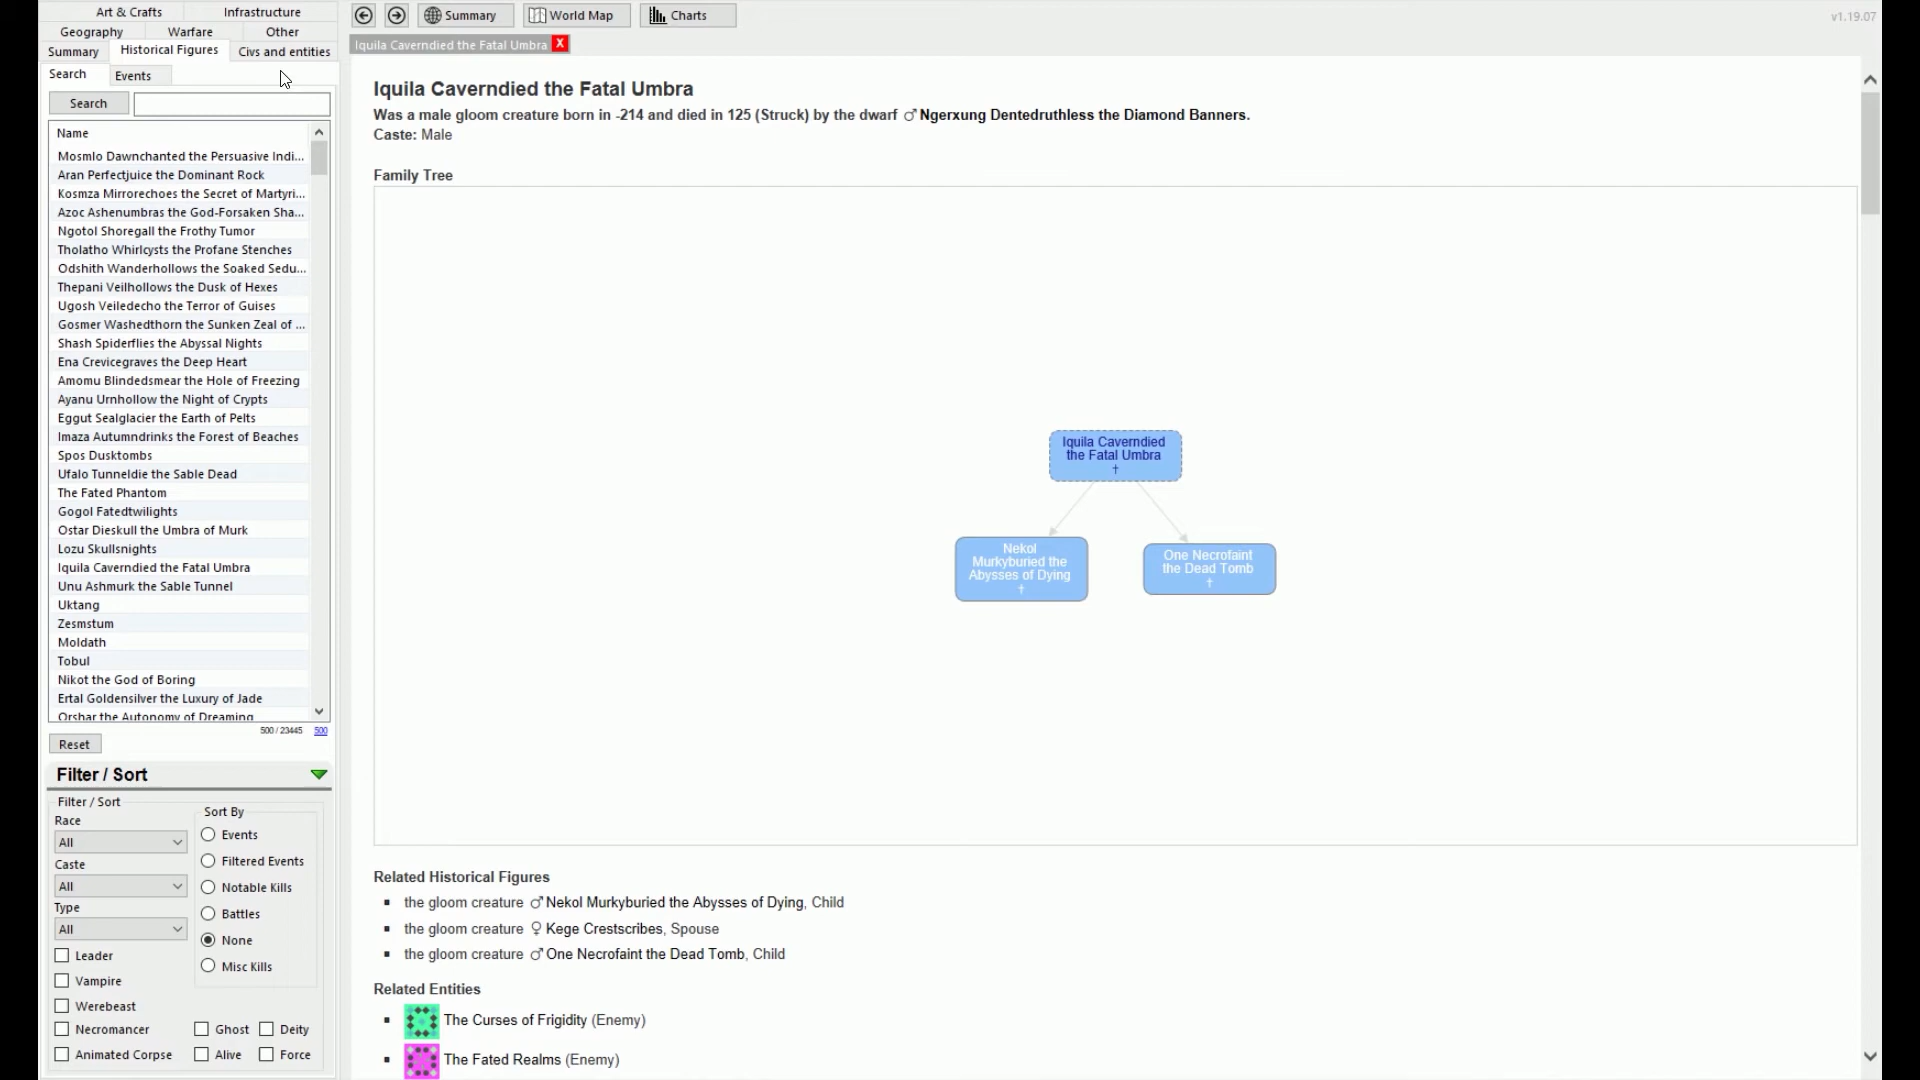 Art & Crafts
Infrastructure
Geography
Warfare
Other
Summary
Historical Figures
Civs and entities
Search
Events
Search
Name
Mosmlo Dawnchanted the Persuasive Indi...
Aran Perfectjuice the Dominant Rock
Kosmza Mirrorechoes the Secret of Martyri...
Azoc Ashenumbras the God-Forsaken Sha...
Ngotol Shoregall the Frothy Tumor
Tholatho Whirlcysts the Profane Stenches
Odshith Wanderhollows the Soaked Sedu...
Thepani Veilhollows the Dusk of Hexes
Ugosh Veiledecho the Terror of Guises
Gosmer Washedthorn the Sunken Zeal of ...
Shash Spiderflies the Abyssal Nights
Ena Crevicegraves the Deep Heart
Amomu Blindedsmear the Hole of Freezing
Ayanu Urnhollow the Night of Crypts
Eggut Sealglacier the Earth of Pelts
Imaza Autumndrinks the Forest of Beaches
Spos Dusktombs
Ufalo Tunneldie the Sable Dead
The Fated Phantom
Gogol Fatedtwilights
Ostar Dieskull the Umbra of Murk
Lozu Skullsnights
Iquila Caverndied the Fatal Umbra
Unu Ashmurk the Sable Tunnel
Uktang
Zesmstum
Moldath
Tobul
Nikot the God of Boring
Ertal Goldensilver the Luxury of Jade
Orshar the Autonomy of Dreaming
500 / 23445 500
Reset
Filter / Sort
Filter / Sort
Race
All
Caste
All
Type
All
Leader
Vampire
Werebeast
Necromancer
Animated Corpse
Sort By
Events
Filtered Events
Notable Kills
Battles
None
Misc Kills
Ghost
Deity
Alive
Force
Summary
World Map
Charts
v1.19.07
Iquila Caverndied the Fatal Umbra X
Iquila Caverndied the Fatal Umbra
Was a male gloom creature born in -214 and died in 125 (Struck) by the dwarf ♂ Ngerxung Dentedruthless the Diamond Banners.
Caste: Male
Family Tree
Iquila Caverndied
the Fatal Umbra
†
Nekol
Murkyburied the
Abysses of Dying
†
One Necrofaint
the Dead Tomb
†
Related Historical Figures
the gloom creature ♂ Nekol Murkyburied the Abysses of Dying, Child
the gloom creature ♀ Kege Crestscribes, Spouse
the gloom creature ♂ One Necrofaint the Dead Tomb, Child
Related Entities
The Curses of Frigidity (Enemy)
The Fated Realms (Enemy)